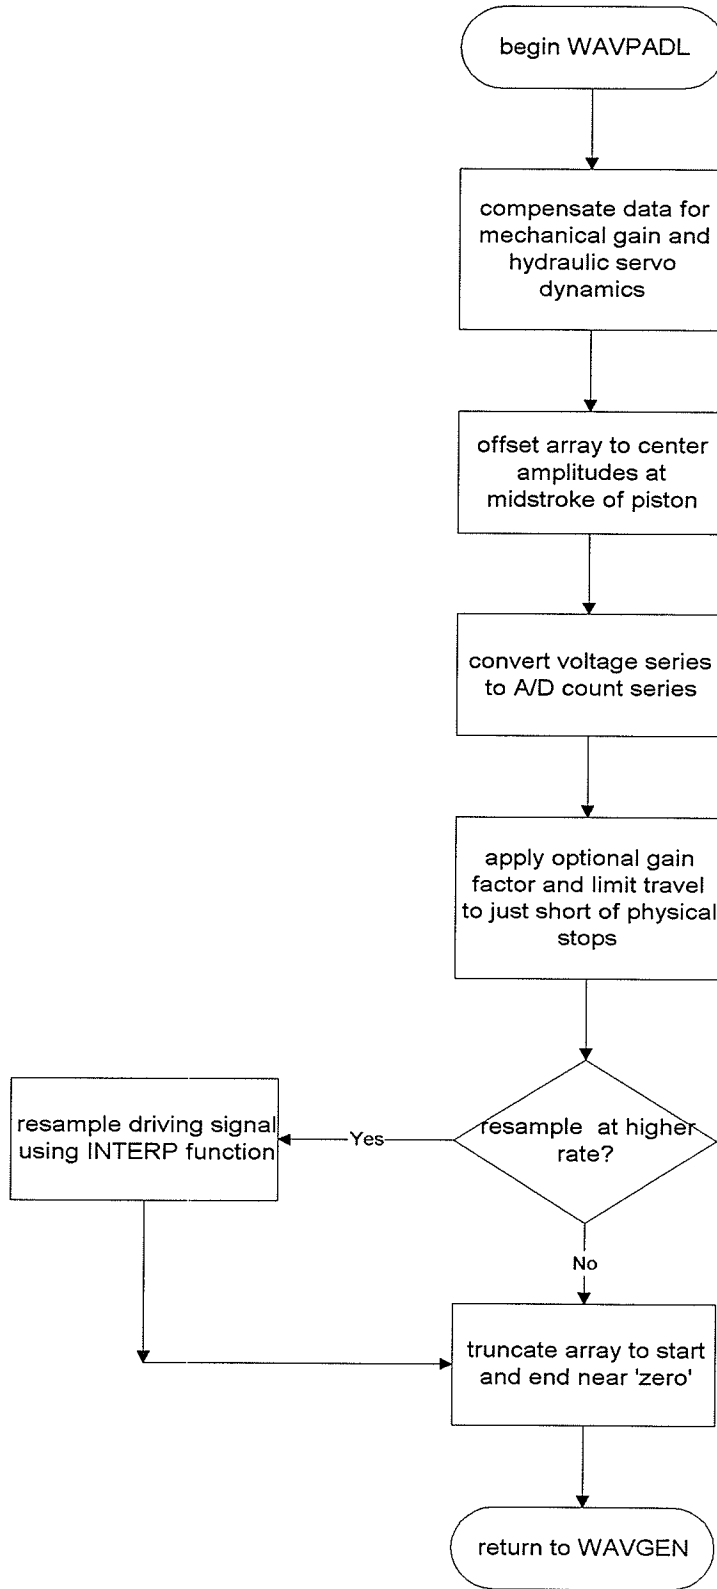 begin WAVPADL
compensate data for
mechanical gain and
hydraulic servo
dynamics
offset array to center
amplitudes at
midstroke of piston
convert voltage series
to A/D count series
apply optional gain
factor and limit travel
to just short of physical
stops
resample at higher
rate?
Yes
resample driving signal
using INTERP function
No
truncate array to start
and end near 'zero'
return to WAVGEN